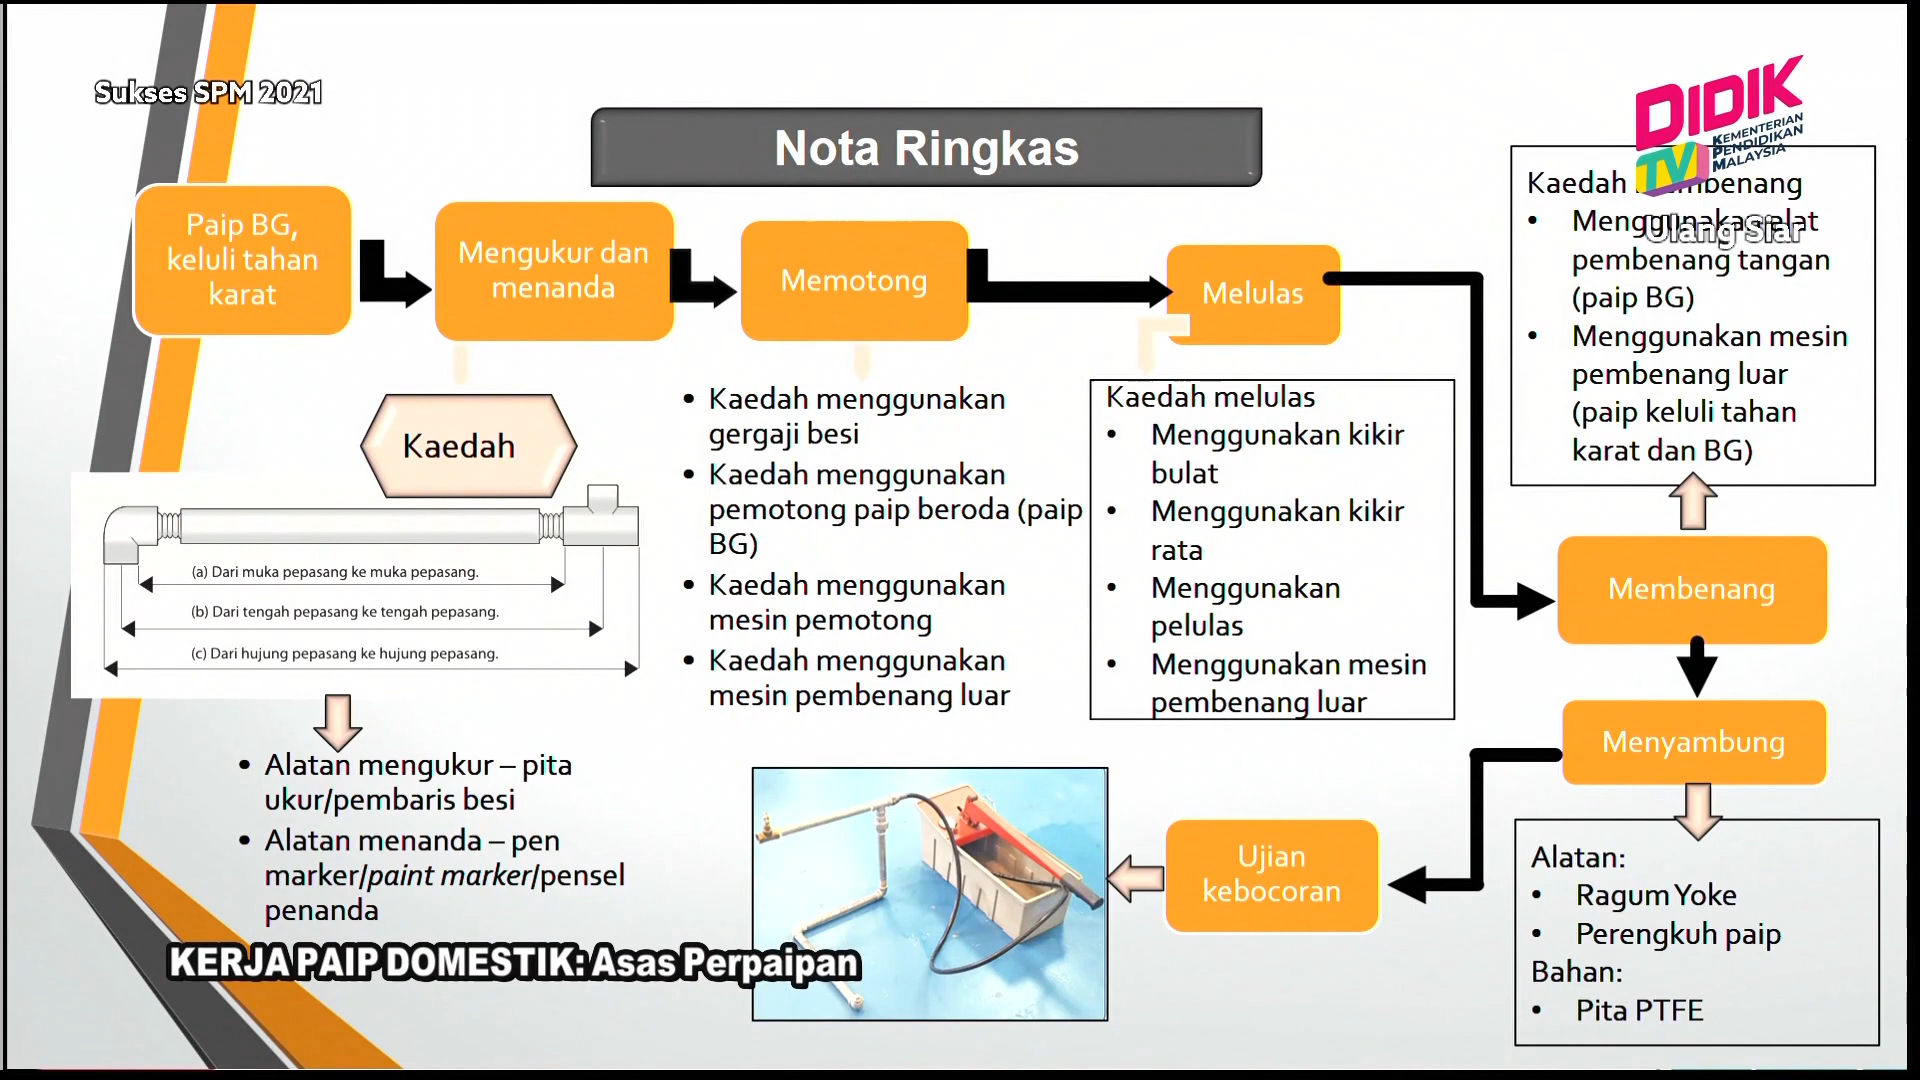 Sukses SPM 2021
DIDIK
TV
KEMENTERIAN
PENDIDIKAN
MALAYSIA
Ulang Siar
Nota Ringkas
Paip BG,
keluli tahan
karat
Mengukur dan
menanda
Memotong
Melulas
Kaedah
(a) Dari muka pepasang ke muka pepasang.
(b) Dari tengah pepasang ke tengah pepasang.
(c) Dari hujung pepasang ke hujung pepasang.
• Alatan mengukur – pita
ukur/pembaris besi
• Alatan menanda – pen
marker/paint marker/pensel
penanda
• Kaedah menggunakan
gergaji besi
• Kaedah menggunakan
pemotong paip beroda (paip
BG)
• Kaedah menggunakan
mesin pemotong
• Kaedah menggunakan
mesin pembenang luar
Kaedah melulas
• Menggunakan kikir
bulat
• Menggunakan kikir
rata
• Menggunakan
pelulas
• Menggunakan mesin
pembenang luar
Kaedah membenang
• Menggunakan alat
pembenang tangan
(paip BG)
• Menggunakan mesin
pembenang luar
(paip keluli tahan
karat dan BG)
Membenang
Menyambung
Alatan:
• Ragum Yoke
• Perengkuh paip
Bahan:
• Pita PTFE
Ujian
kebocoran
KERJA PAIP DOMESTIK: Asas Perpaipan